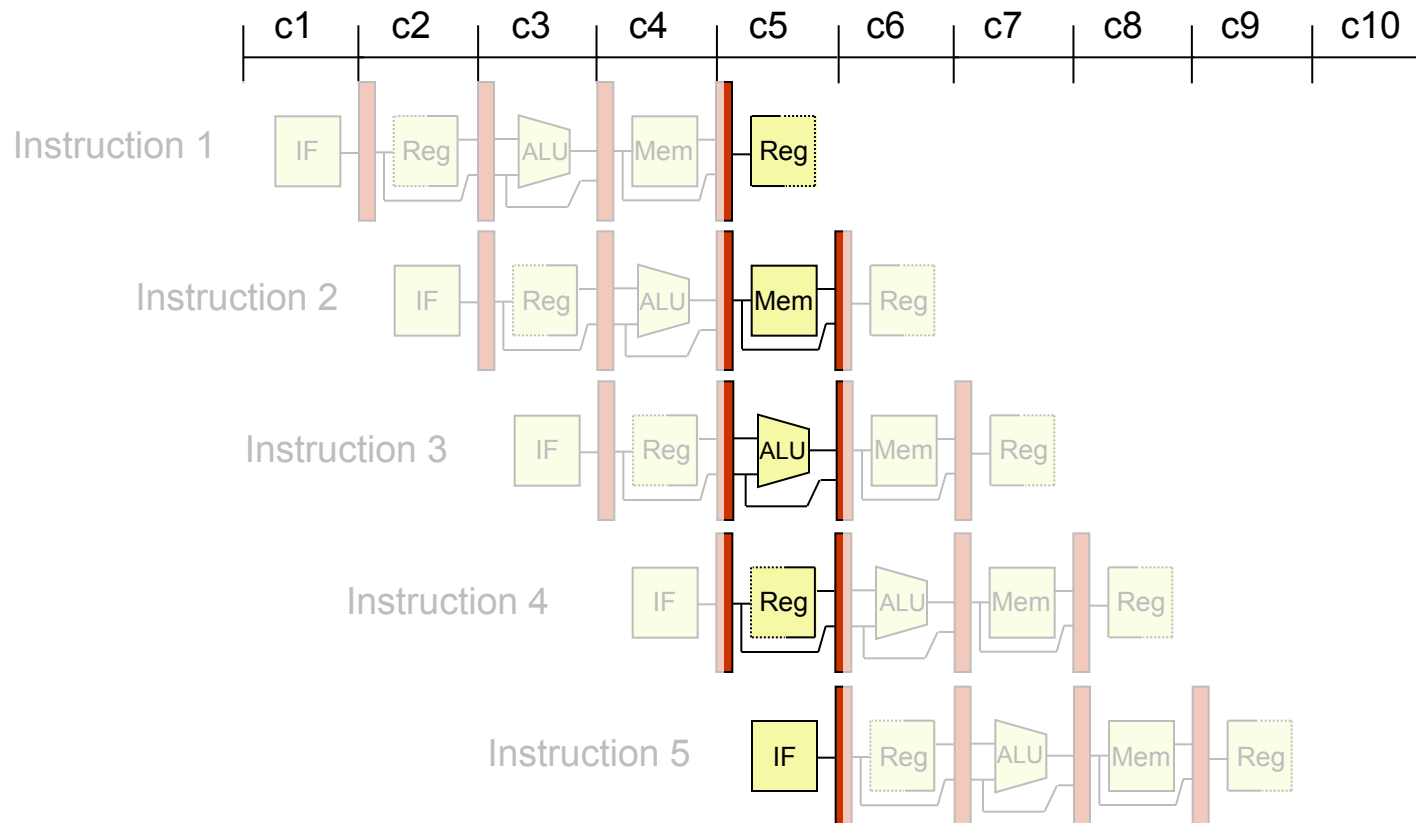 c1 c2 c3 c4 c5 c6 c7 c8 c9 c10
Instruction 1 IF Reg ALU Mem Reg
Instruction 2 IF Reg ALU Mem Reg
Instruction 3 IF Reg ALU Mem Reg
Instruction 4 IF Reg ALU Mem Reg
Instruction 5 IF Reg ALU Mem Reg